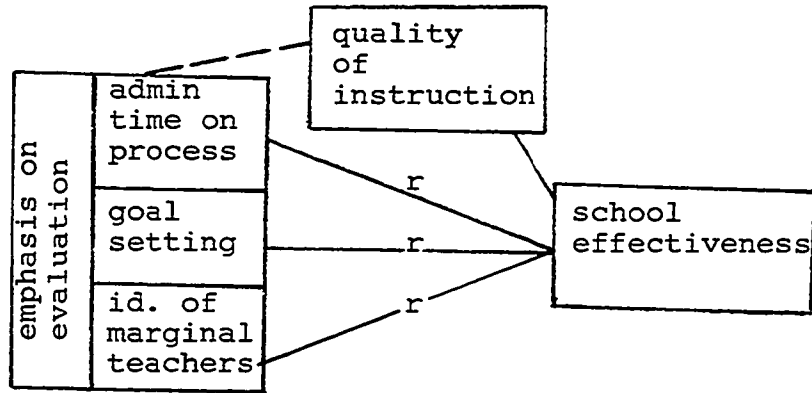 quality
of
instruction
emphasis on
evaluation
admin
time on
process
goal
setting
id. of
marginal
teachers
r
r
r
school
effectiveness